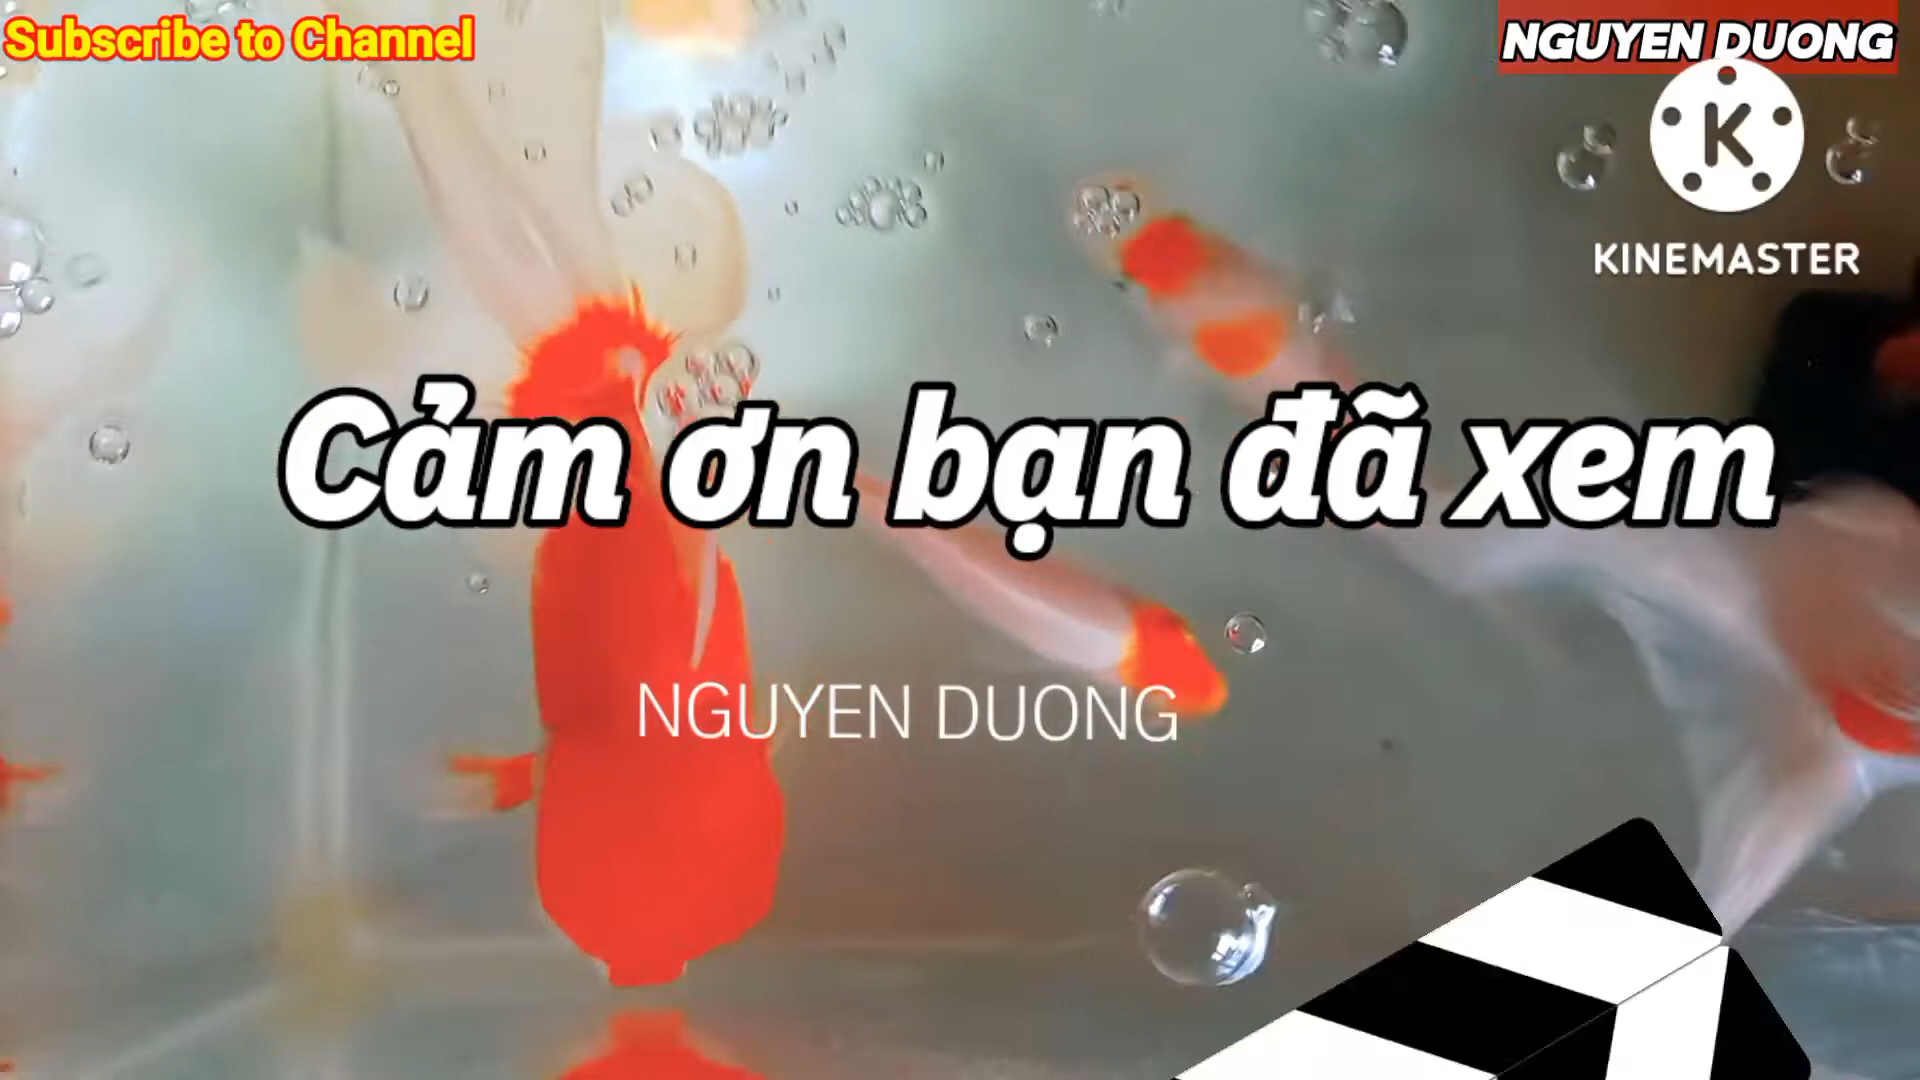 Subscribe to Channel
NGUYEN DUONG
K
KINEMASTER
Cảm ơn bạn đã xem
NGUYEN DUONG